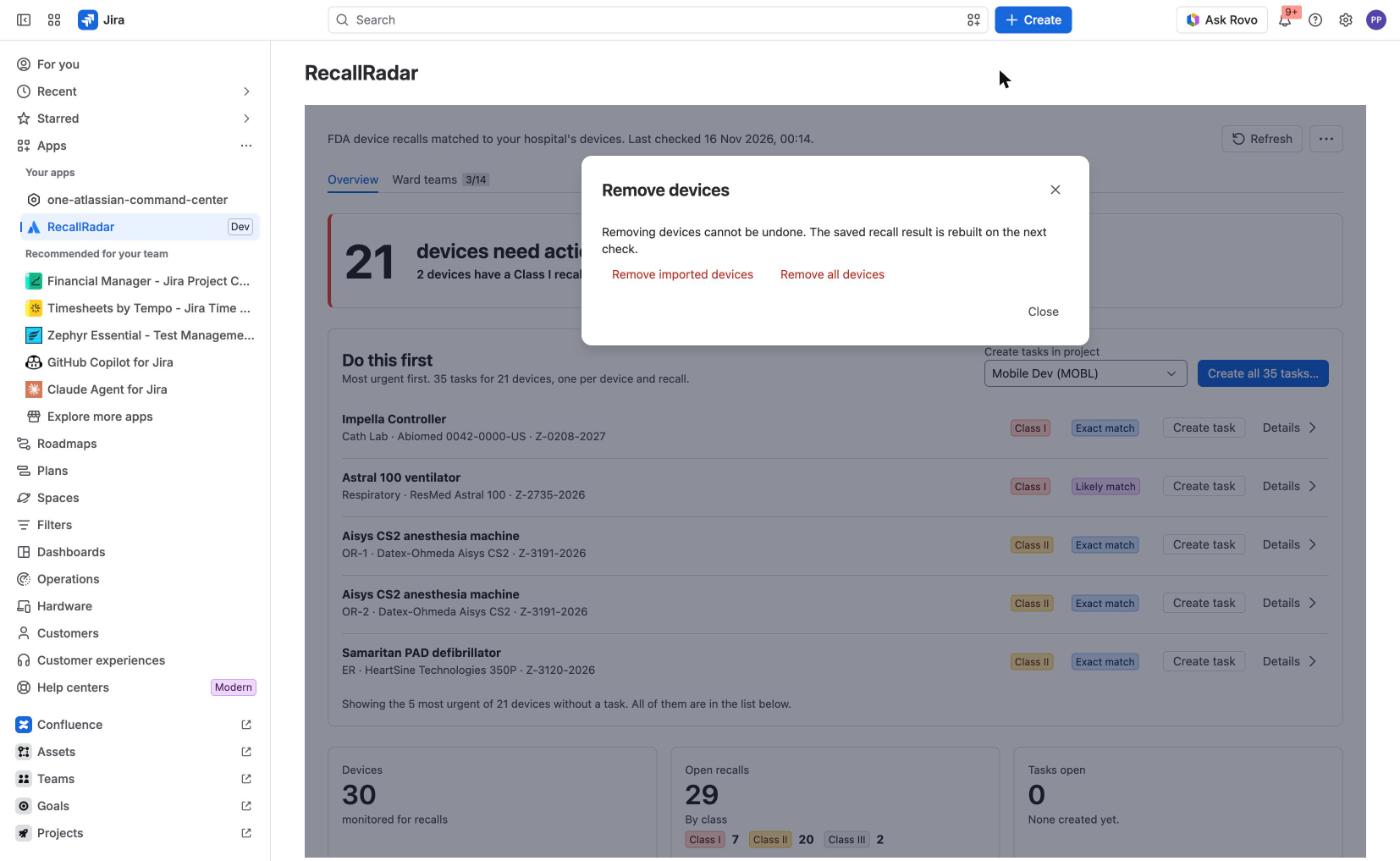 Jira
Search
Create
Ask Rovo
9+
PP
For you
Recent
Starred
Apps
Your apps
one-atlassian-command-center
RecallRadar
Dev
Recommended for your team
Financial Manager - Jira Project C...
Timesheets by Tempo - Jira Time ...
Zephyr Essential - Test Manageme...
GitHub Copilot for Jira
Claude Agent for Jira
Explore more apps
Roadmaps
Plans
Spaces
Filters
Dashboards
Operations
Hardware
Customers
Customer experiences
Help centers
Modern
Confluence
Assets
Teams
Goals
Projects
RecallRadar
FDA device recalls matched to your hospital's devices. Last checked 16 Nov 2026, 00:14.
Refresh
Overview
Ward teams 3/14
Remove devices
Removing devices cannot be undone. The saved recall result is rebuilt on the next
check.
Remove imported devices
Remove all devices
Close
21
devices need acti
2 devices have a Class I recal
Do this first
Most urgent first. 35 tasks for 21 devices, one per device and recall.
Create tasks in project
Mobile Dev (MOBL)
Create all 35 tasks...
Impella Controller
Cath Lab · Abiomed 0042-0000-US · Z-0208-2027
Class I
Exact match
Create task
Details
Astral 100 ventilator
Respiratory · ResMed Astral 100 · Z-2735-2026
Class I
Likely match
Create task
Details
Aisys CS2 anesthesia machine
OR-1 · Datex-Ohmeda Aisys CS2 · Z-3191-2026
Class II
Exact match
Create task
Details
Aisys CS2 anesthesia machine
OR-2 · Datex-Ohmeda Aisys CS2 · Z-3191-2026
Class II
Exact match
Create task
Details
Samaritan PAD defibrillator
ER · HeartSine Technologies 350P · Z-3120-2026
Class II
Exact match
Create task
Details
Showing the 5 most urgent of 21 devices without a task. All of them are in the list below.
Devices
30
monitored for recalls
Open recalls
29
By class
Class I 7 Class II 20 Class III 2
Tasks open
0
None created yet.